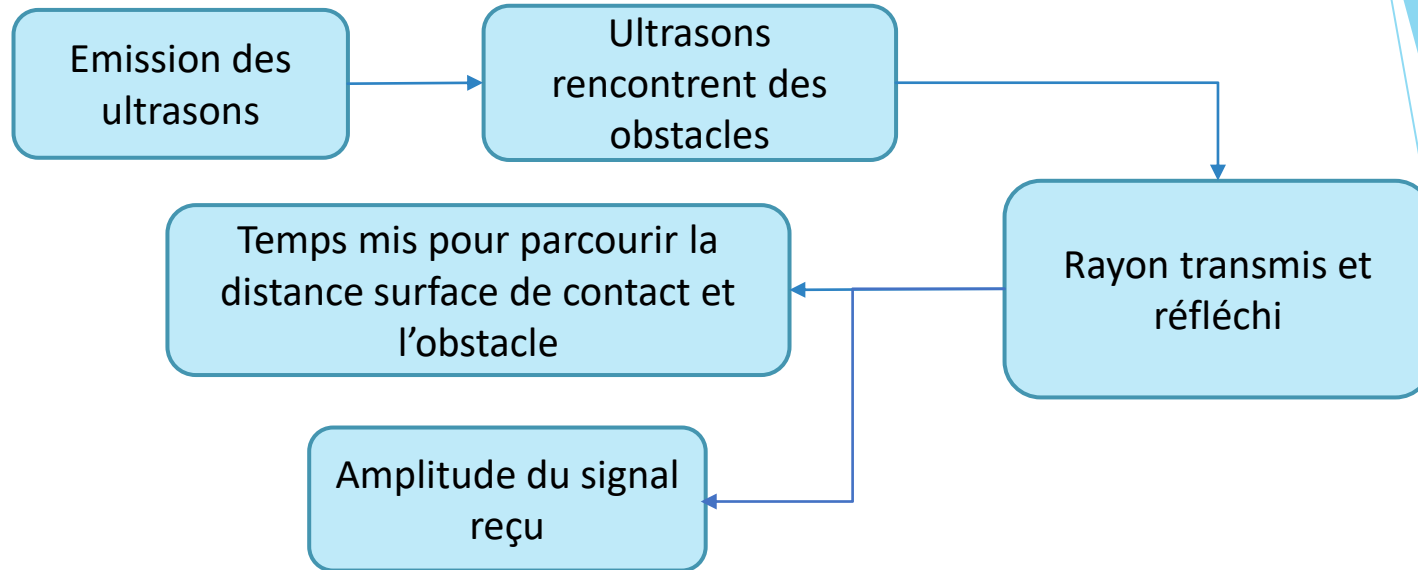 Emission des
ultrasons
Ultrasons
rencontrent des
obstacles
Rayon transmis et
réfléchi
Temps mis pour parcourir la
distance surface de contact et
l’obstacle
Amplitude du signal
reçu